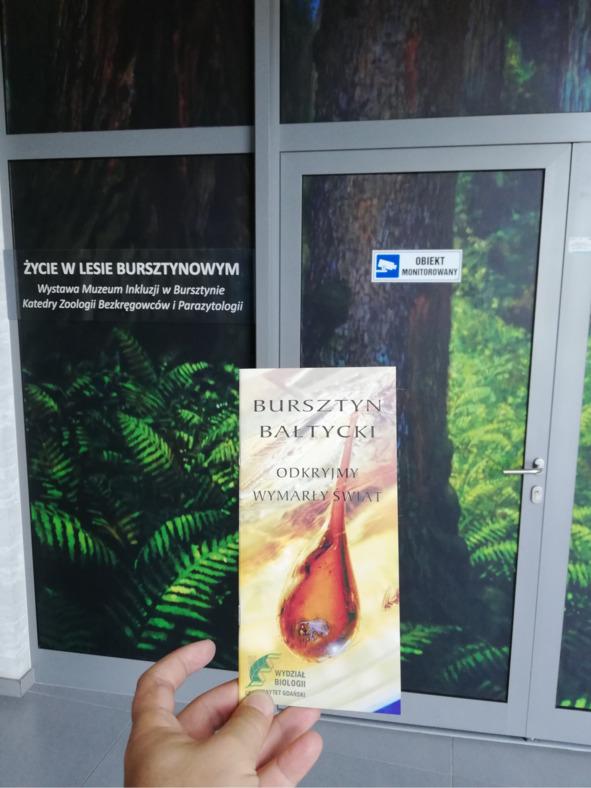 ŻYCIE W LESIE BURSZTYNOWYM
Wystawa Muzeum Inkluzji w Bursztynie
Katedry Zoologii Bezkręgowców i Parazytologii
OBIEKT
MONITOROWANY
BURSZTYN
BAŁTYCKI
ODKRYJMY
WYMARŁY ŚWIAT
WYDZIAŁ
BIOLOGII
GDAŃSKI